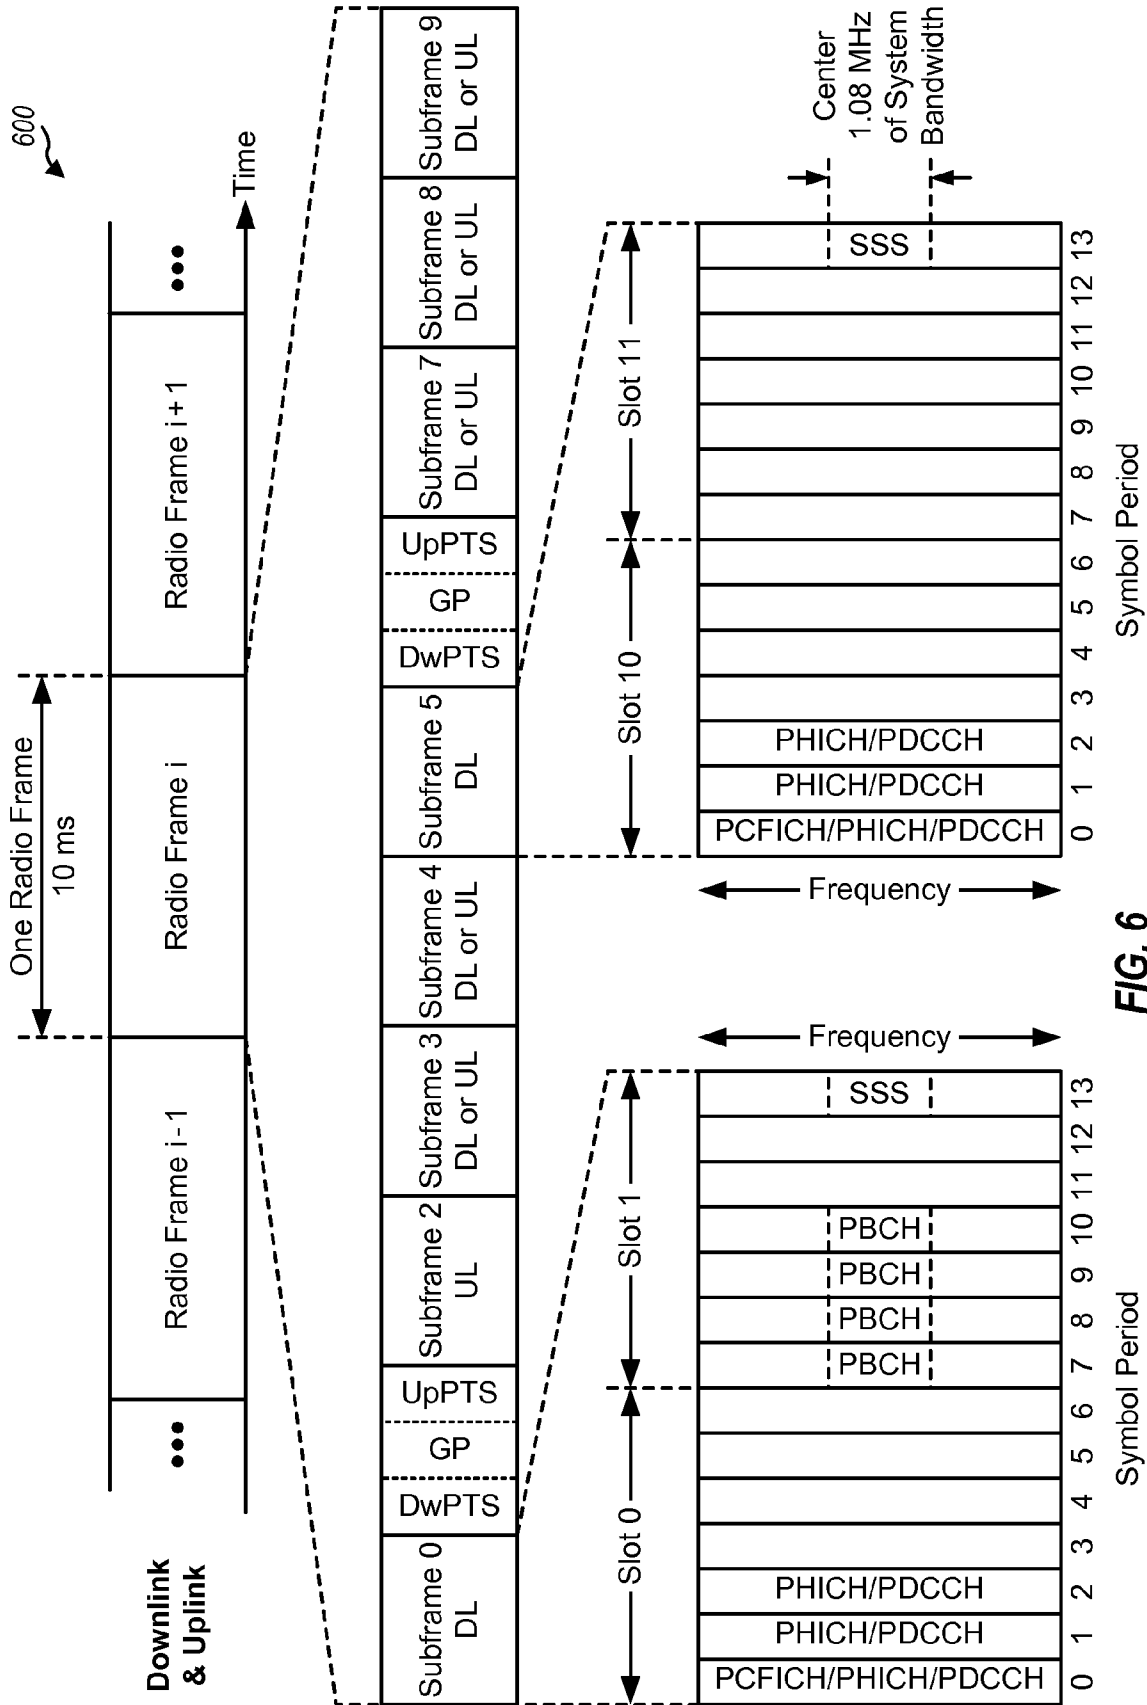 600
Downlink
& Uplink
One Radio Frame
10 ms
•••
Radio Frame i - 1
Radio Frame i
Radio Frame i + 1
•••
Time
Subframe 0
DL
DwPTS
GP
UpPTS
Subframe 2
UL
Subframe 3
DL or UL
Subframe 4
DL or UL
Subframe 5
DL
DwPTS
GP
UpPTS
Subframe 7
DL or UL
Subframe 8
DL or UL
Subframe 9
DL or UL
Slot 0
Slot 1
PCFICH/PHICH/PDCCH
PHICH/PDCCH
PHICH/PDCCH
PBCH
PBCH
PBCH
PBCH
SSS
0 1 2 3 4 5 6 7 8 9 10 11 12 13
Symbol Period
Frequency
Slot 10
Slot 11
Frequency
PCFICH/PHICH/PDCCH
PHICH/PDCCH
PHICH/PDCCH
SSS
0 1 2 3 4 5 6 7 8 9 10 11 12 13
Symbol Period
Center
1.08 MHz
of System
Bandwidth
FIG. 6